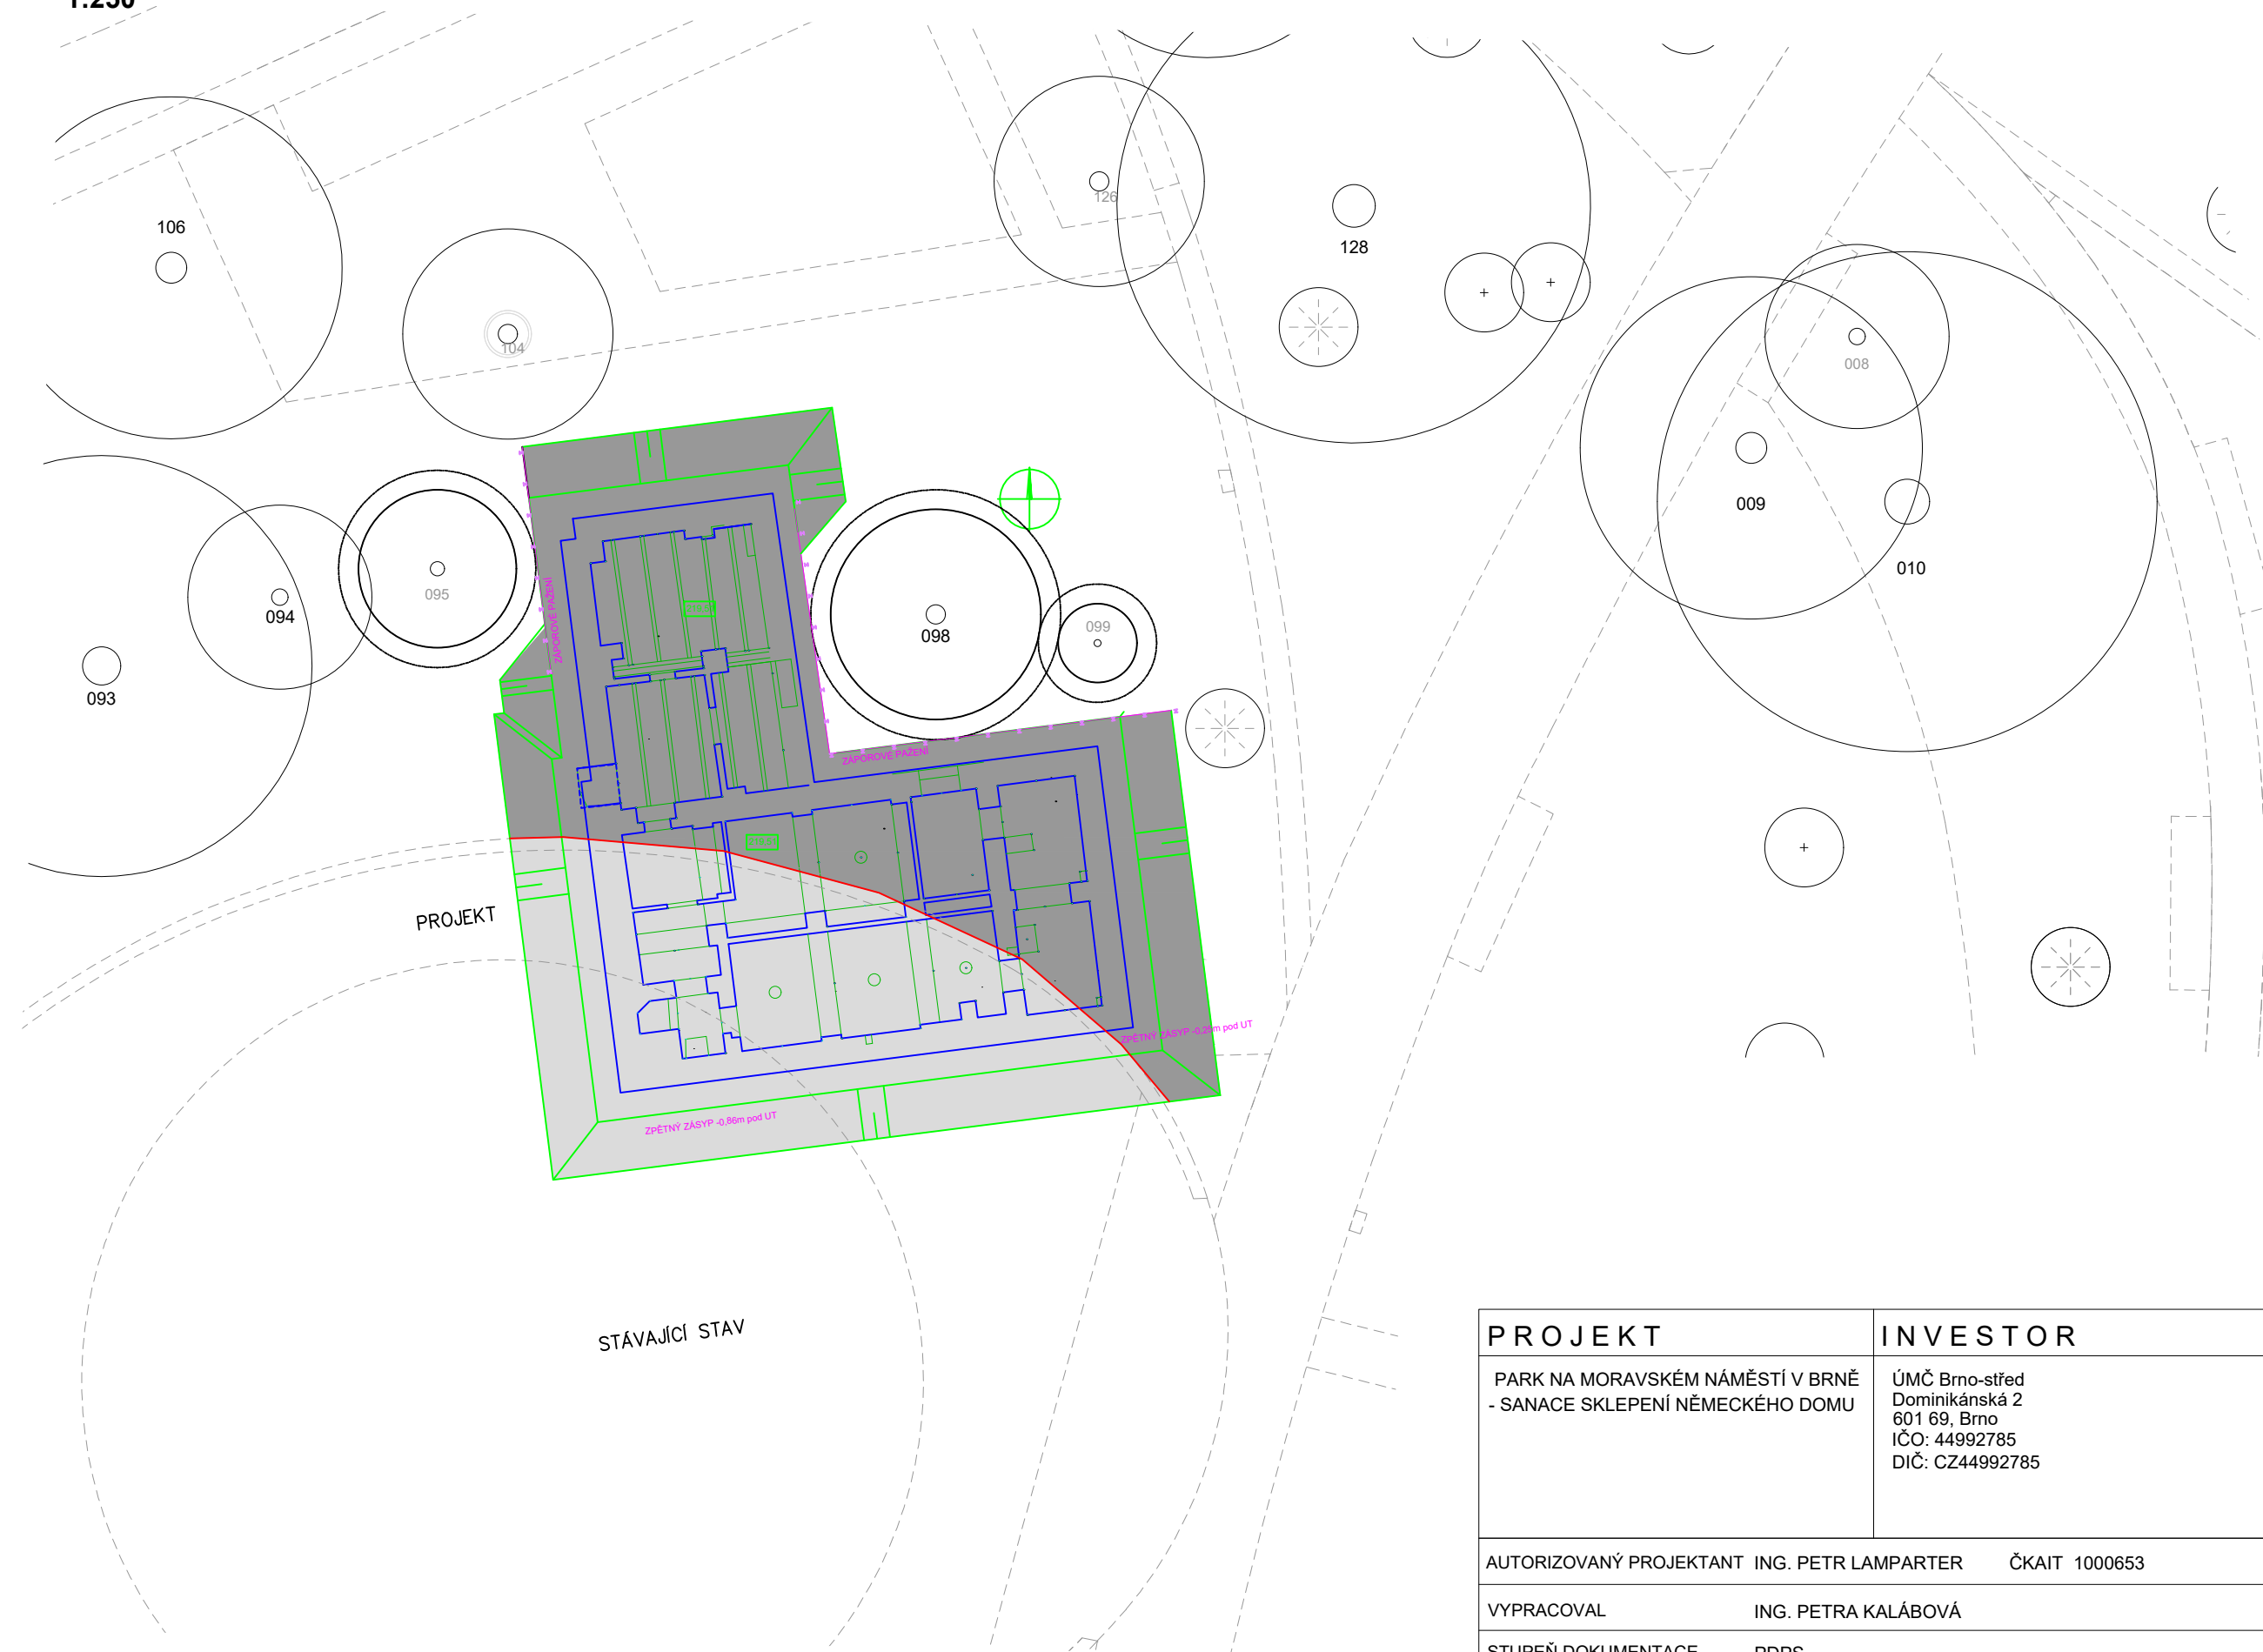 1:250
106
126
128
104
008
009
010
095
094
098
099
093
ZÁPOROVÉ PAŽENÍ
ZÁPOROVÉ PAŽENÍ
PROJEKT
ZPĚTNÝ ZÁSYP -0,25m pod UT
ZPĚTNÝ ZÁSYP -0,86m pod UT
STÁVAJÍCÍ STAV
PROJEKT
INVESTOR
PARK NA MORAVSKÉM NÁMĚSTÍ V BRNĚ
- SANACE SKLEPENÍ NĚMECKÉHO DOMU
ÚMČ Brno-střed
Dominikánská 2
601 69, Brno
IČO: 44992785
DIČ: CZ44992785
AUTORIZOVANÝ PROJEKTANT ING. PETR LAMPARTER ČKAIT 1000653
VYPRACOVAL ING. PETRA KALÁBOVÁ
STUPEŇ DOKUMENTACE